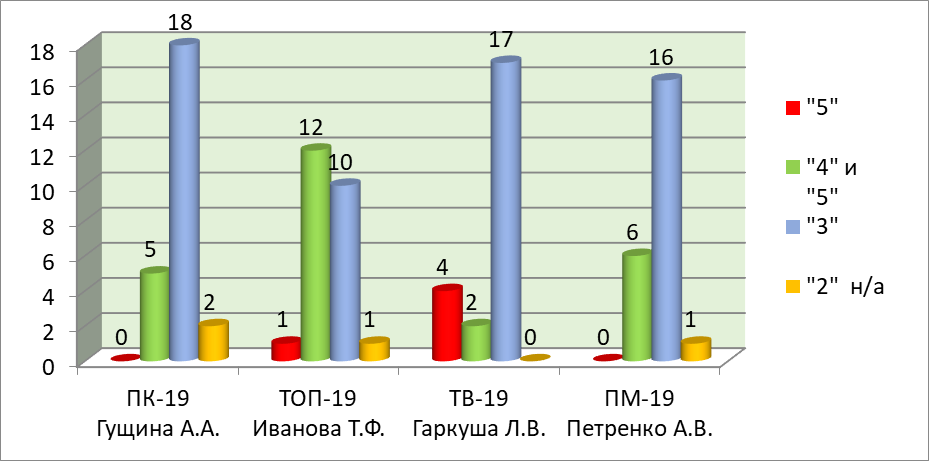 18
16
14
12
10
8
6
4
2
0
0
5
18
2
1
12
10
1
4
2
17
0
0
6
16
1
ПК-19
Гущина А.А.
ТОП-19
Иванова Т.Ф.
ТВ-19
Гаркуша Л.В.
ПМ-19
Петренко А.В.
"5"
"4" и
"5"
"3"
"2"  н/а